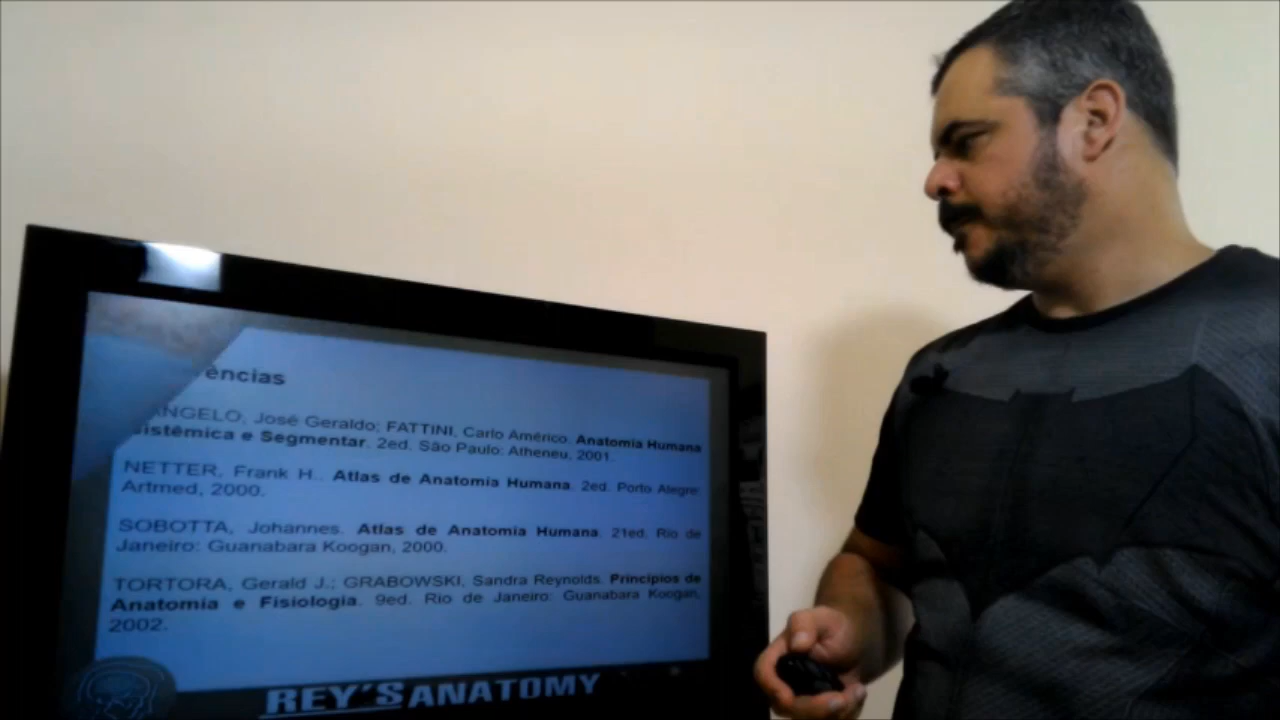 ências
ANGELO, José Geraldo; FATTINI, Carlo Américo. Anatomia Humana
istêmica e Segmentar. 2ed. São Paulo: Atheneu, 2001.
NETTER, Frank H.. Atlas de Anatomia Humana. 2ed. Porto Alegre:
Artmed, 2000.
SOBOTTA, Johannes. Atlas de Anatomia Humana. 21ed. Rio de
Janeiro: Guanabara Koogan, 2000.
TORTORA, Gerald J.; GRABOWSKI, Sandra Reynolds. Princípios de
Anatomia e Fisiologia. 9ed. Rio de Janeiro: Guanabara Koogan,
2002.
REY'S ANATOMY